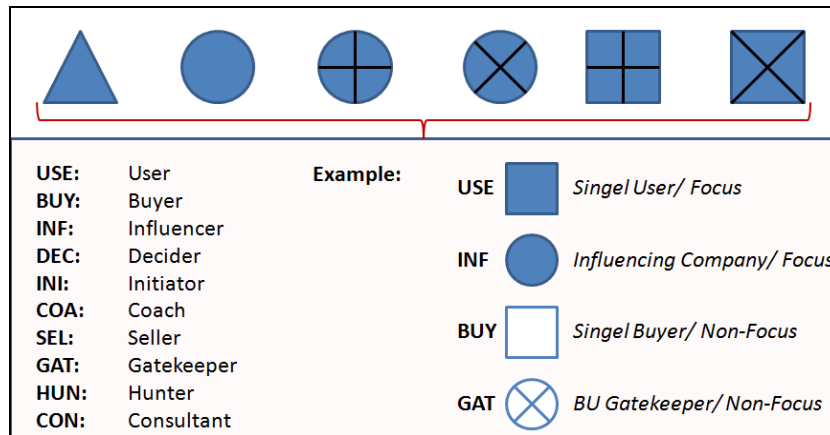 USE: User
BUY: Buyer
INF: Influencer
DEC: Decider
INI: Initiator
COA: Coach
SEL: Seller
GAT: Gatekeeper
HUN: Hunter
CON: Consultant
Example:
USE Singel User/ Focus
INF Influencing Company/ Focus
BUY Singel Buyer/ Non-Focus
GAT BU Gatekeeper/ Non-Focus